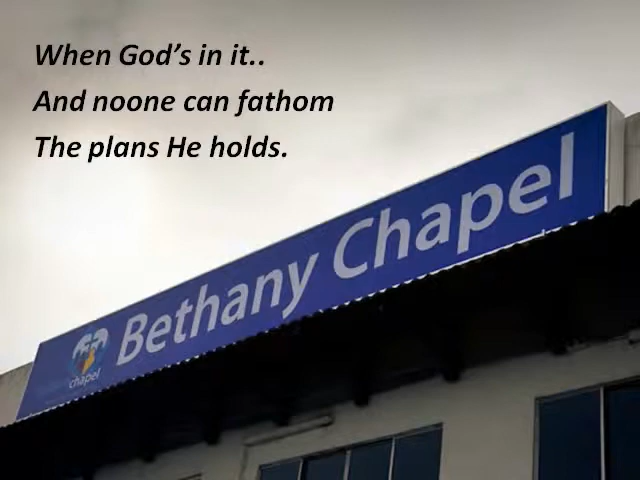 When God's in it..
And noone can fathom
The plans He holds.
Bethany Chapel
chapel